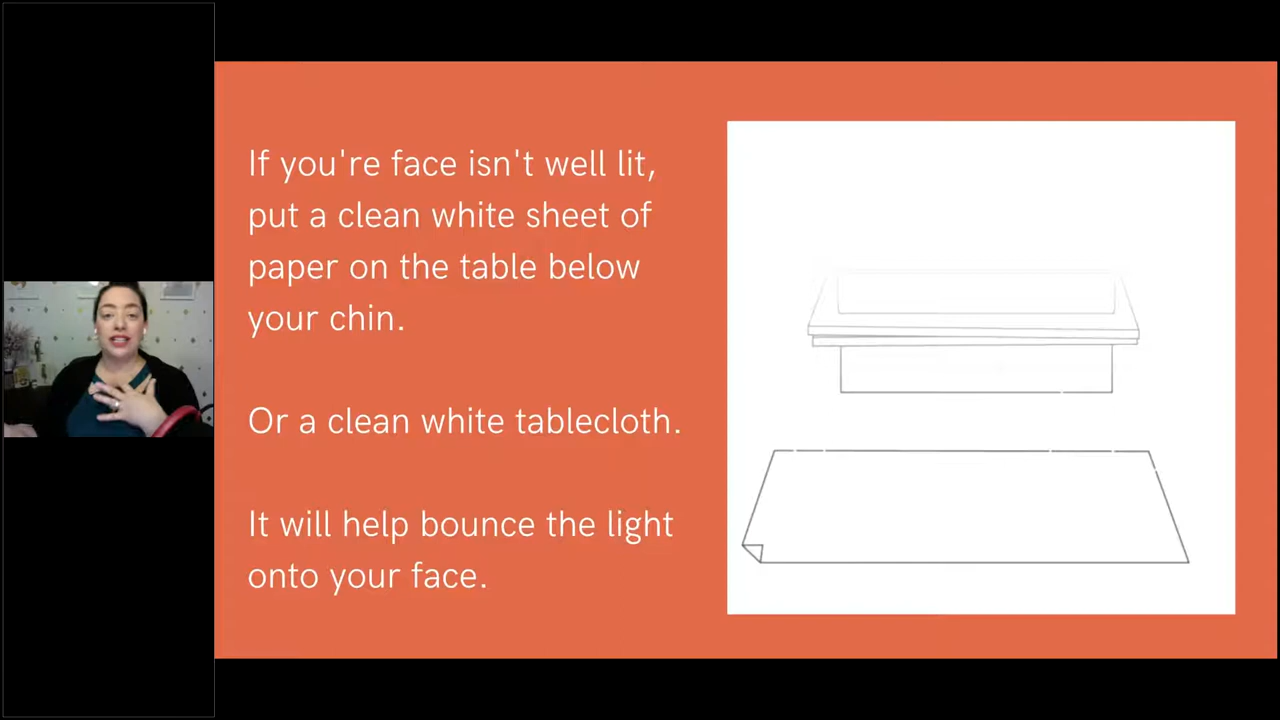 If you're face isn't well lit,
put a clean white sheet of
paper on the table below
your chin.
Or a clean white tablecloth.
It will help bounce the light
onto your face.